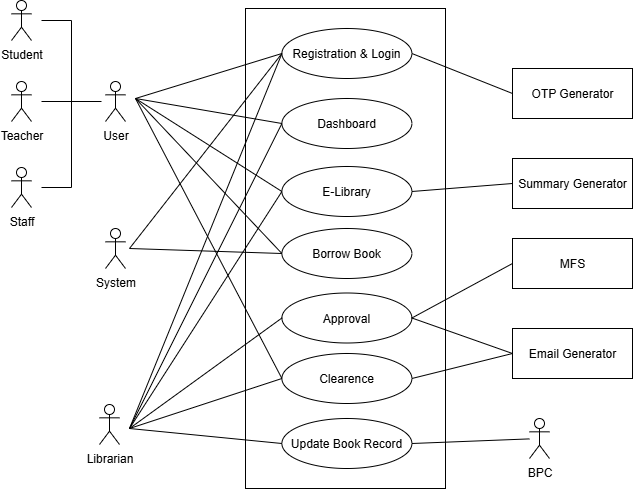 Student
Registration & Login
OTP Generator
Teacher
User
Dashboard
E-Library
Summary Generator
Staff
Borrow Book
MFS
System
Approval
Email Generator
Clearence
Librarian
Update Book Record
BPC